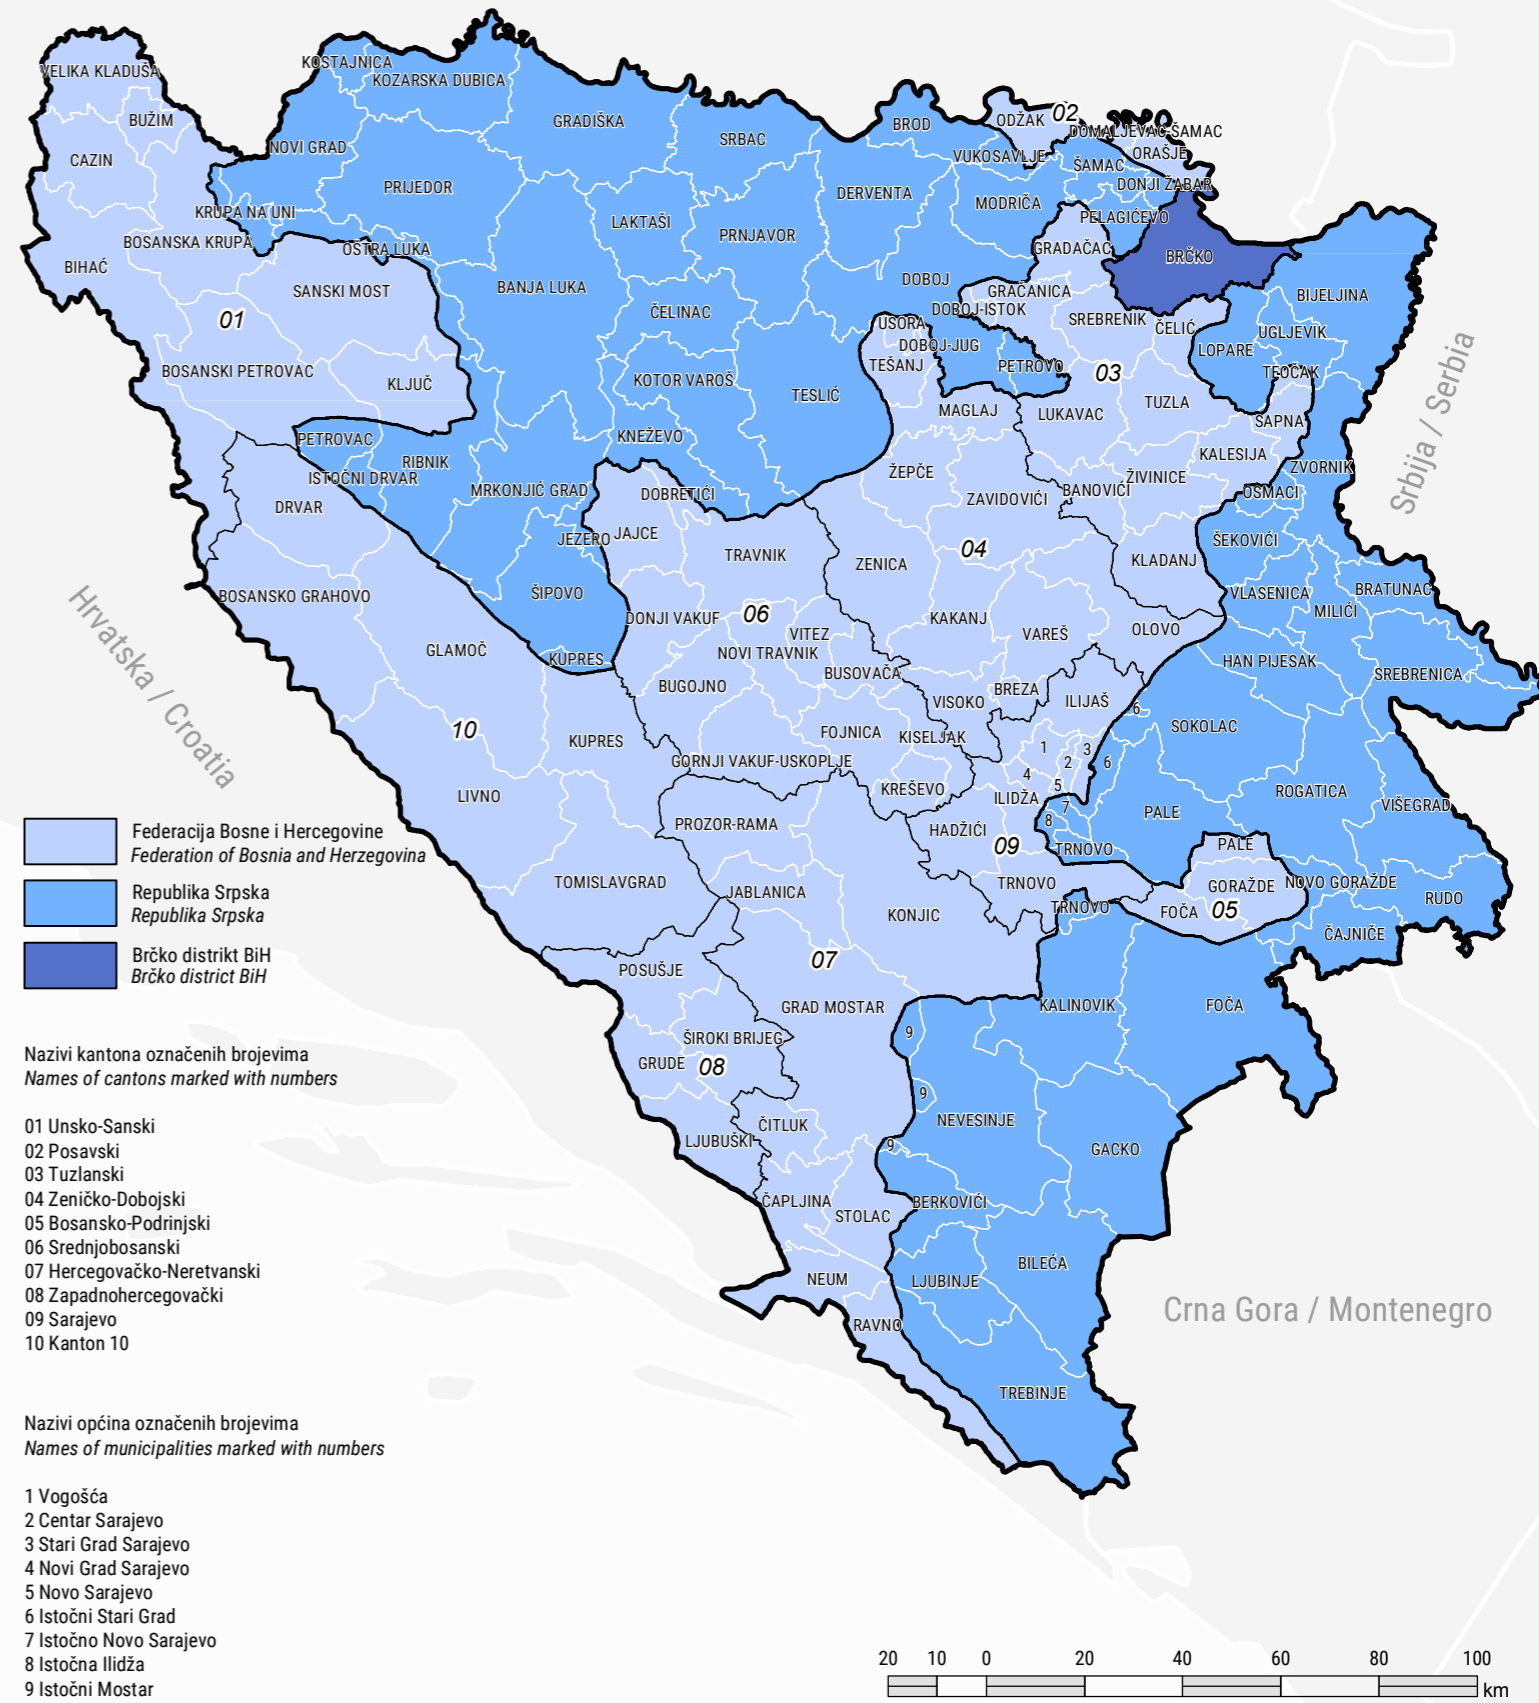 VELIKA KLADUŠA
BUŽIM
CAZIN
KOSTAJNICA
KOZARSKA DUBICA
NOVI GRAD
GRADIŠKA
SRBAC
BROD
ODŽAK
02
DOMALJEVAC-ŠAMAC
ORAŠJE
VUKOSAVLJE
ŠAMAC
DONJI ŽABAR
PRIJEDOR
DERVENTA
MODRIČA
PELAGIĆEVO
KRUPA NA UNI
LAKTAŠI
PRNJAVOR
BOSANSKA KRUPA
OŠTRA LUKA
GRADAČAC
BRČKO
BIHAĆ
SANSKI MOST
BANJA LUKA
DOBOJ
GRAČANICA
BIJELJINA
01
ČELINAC
DOBOJ-ISTOK
SREBRENIK
ČELIĆ
USORA
UGLJEVIK
DOBOJ-JUG
LOPARE
TEŠANJ
PETROVO
03
TEOČAK
BOSANSKI PETROVAC
KLJUČ
KOTOR VAROŠ
TESLIĆ
TUZLA
MAGLAJ
LUKAVAC
SAPNA
Srbija / Serbia
PETROVAC
KNEŽEVO
KALESIJA
RIBNIK
ISTOČNI DRVAR
ŽEPČE
ZVORNIK
ŽIVINICE
MRKONJIĆ GRAD
DOBRETIĆI
ZAVIDOVIĆI
BANOVIĆI
OSMACI
DRVAR
JEZERO
JAJCE
ŠEKOVIĆI
TRAVNIK
04
ZENICA
KLADANJ
BOSANSKO GRAHOVO
ŠIPOVO
VLASENICA
BRATUNAC
MILIĆI
Hrvatska / Croatia
DONJI VAKUF
06
VITEZ
KAKANJ
VAREŠ
OLOVO
GLAMOČ
KUPRES
NOVI TRAVNIK
HAN PIJESAK
BUSOVAČA
SREBRENICA
BUGOJNO
BREZA
VISOKO
ILIJAŠ
6
10
KUPRES
FOJNICA
KISELJAK
SOKOLAC
1
3
2
6
GORNJI VAKUF-USKOPLJE
4
5
KREŠEVO
ILIDŽA
LIVNO
7
ROGATICA
VIŠEGRAD
PALE
8
PROZOR-RAMA
HADŽIĆI
09
TRNOVO
PALE
TOMISLAVGRAD
JABLANICA
TRNOVO
GORAŽDE
NOVO GORAŽDE
RUDO
KONJIC
TRNOVO
FOČA
05
ČAJNIČE
07
POSUŠJE
GRAD MOSTAR
KALINOVIK
FOČA
9
ŠIROKI BRIJEG
GRUDE
08
9
NEVESINJE
ČITLUK
LJUBUŠKI
9
GACKO
ČAPLJINA
STOLAC
BERKOVIĆI
BILEĆA
NEUM
LJUBINJE
RAVNO
Crna Gora / Montenegro
TREBINJE
Federacija Bosne i Hercegovine
Federation of Bosnia and Herzegovina
Republika Srpska
Republika Srpska
Brčko distrikt BiH
Brčko district BiH
Nazivi kantona označenih brojevima
Names of cantons marked with numbers
01 Unsko-Sanski
02 Posavski
03 Tuzlanski
04 Zeničko-Dobojski
05 Bosansko-Podrinjski
06 Srednjobosanski
07 Hercegovačko-Neretvanski
08 Zapadnohercegovački
09 Sarajevo
10 Kanton 10
Nazivi općina označenih brojevima
Names of municipalities marked with numbers
1 Vogošća
2 Centar Sarajevo
3 Stari Grad Sarajevo
4 Novi Grad Sarajevo
5 Novo Sarajevo
6 Istočni Stari Grad
7 Istočno Novo Sarajevo
8 Istočna Ilidža
9 Istočni Mostar
20 10 0 20 40 60 80 100
km